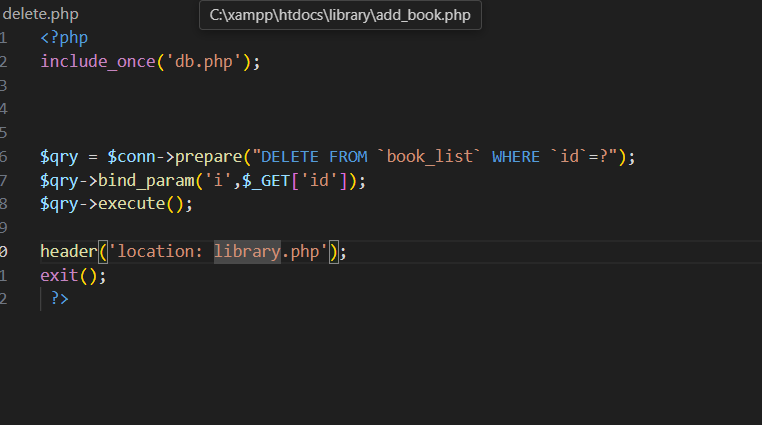 delete.php
C:\xampp\htdocs\library\add_book.php
1 <?php
2 include_once('db.php');
3
4
5
6 $qry = $conn->prepare("DELETE FROM `book_list` WHERE `id`=?");
7 $qry->bind_param('i',$_GET['id']);
8 $qry->execute();
9
0 header('location: library.php');
1 exit();
2 ?>